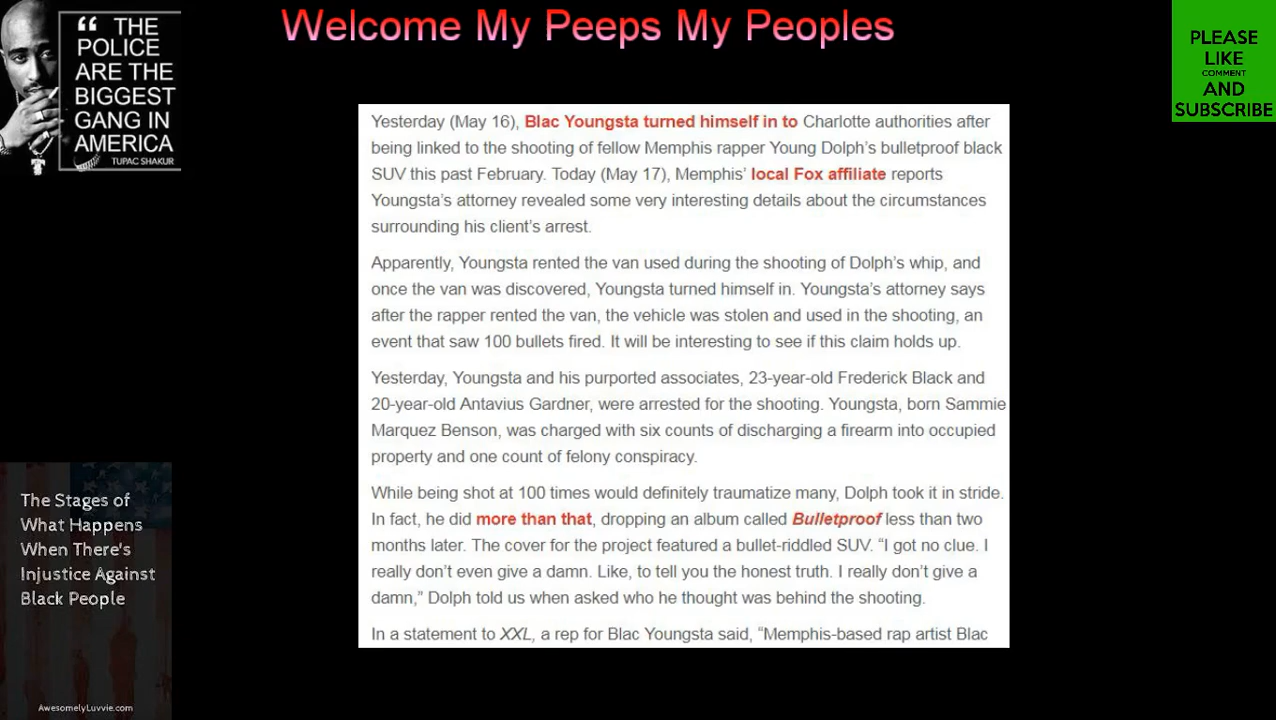 Welcome My Peeps My Peoples
“ THE
POLICE
ARE THE
BIGGEST
GANG IN
AMERICA
TUPAC SHAKUR
PLEASE
LIKE
COMMENT
AND
SUBSCRIBE
Yesterday (May 16), Blac Youngsta turned himself in to Charlotte authorities after
being linked to the shooting of fellow Memphis rapper Young Dolph’s bulletproof black
SUV this past February. Today (May 17), Memphis’ local Fox affiliate reports
Youngsta’s attorney revealed some very interesting details about the circumstances
surrounding his client’s arrest.
Apparently, Youngsta rented the van used during the shooting of Dolph’s whip, and
once the van was discovered, Youngsta turned himself in. Youngsta’s attorney says
after the rapper rented the van, the vehicle was stolen and used in the shooting, an
event that saw 100 bullets fired. It will be interesting to see if this claim holds up.
Yesterday, Youngsta and his purported associates, 23-year-old Frederick Black and
20-year-old Antavius Gardner, were arrested for the shooting. Youngsta, born Sammie
Marquez Benson, was charged with six counts of discharging a firearm into occupied
property and one count of felony conspiracy.
While being shot at 100 times would definitely traumatize many, Dolph took it in stride.
In fact, he did more than that, dropping an album called Bulletproof less than two
months later. The cover for the project featured a bullet-riddled SUV. “I got no clue. I
really don’t even give a damn. Like, to tell you the honest truth. I really don’t give a
damn,” Dolph told us when asked who he thought was behind the shooting.
In a statement to XXL, a rep for Blac Youngsta said, “Memphis-based rap artist Blac
The Stages of
What Happens
When There's
Injustice Against
Black People
AwesomelyLuvvie.com